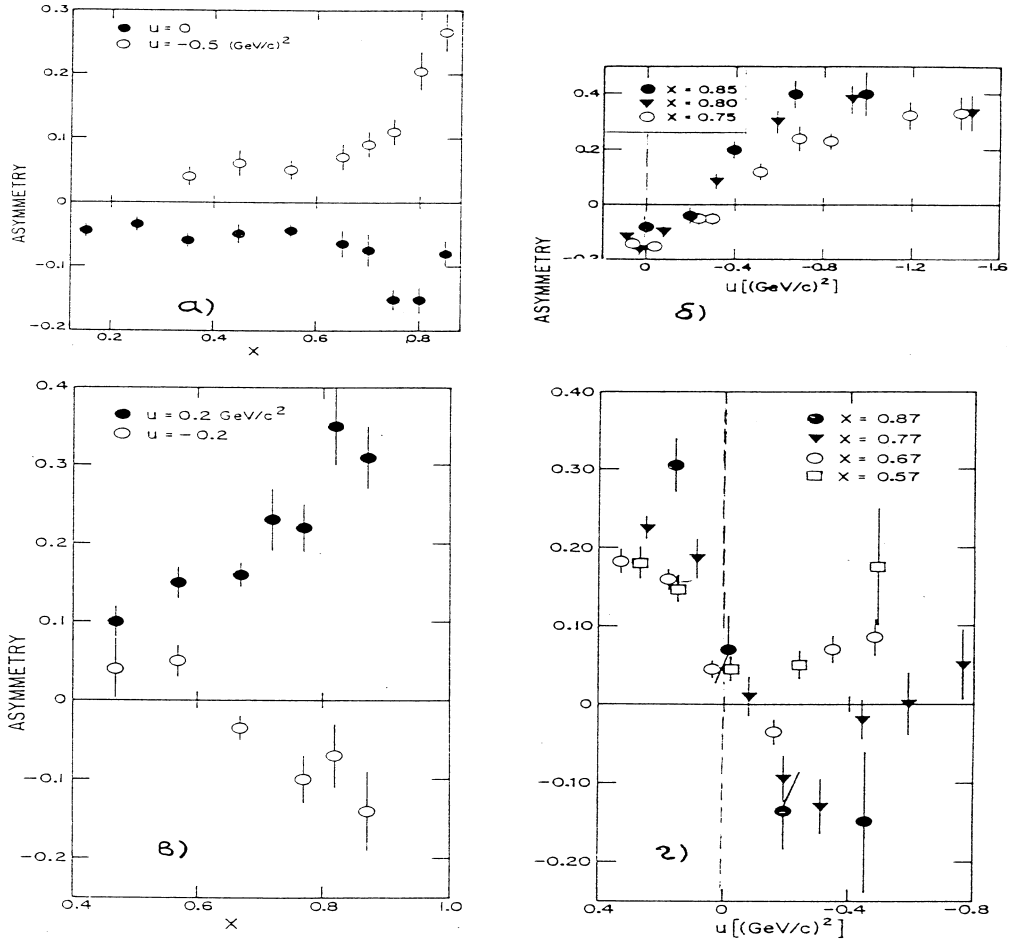 0.3
0.2
0.1
0
-0.1
-0.2
ASYMMETRY
u = 0
u = -0.5 (GeV/c)²
а)
0.2 0.4 0.6 0.8
x
0.4
0.2
0
ASYMMETRY
x = 0.85
x = 0.80
x = 0.75
0 -0.4 -0.8 -1.2 -1.6
u[(GeV/c)²]
б)
0.4
0.3
0.2
0.1
0
-0.1
-0.2
ASYMMETRY
u = 0.2 GeV/c²
u = -0.2
в)
0.4 0.6 0.8 1.0
x
0.40
0.30
0.20
0.10
0
-0.10
-0.20
x = 0.87
x = 0.77
x = 0.67
x = 0.57
г)
0.4 0 -0.4 -0.8
u[(GeV/c)²]